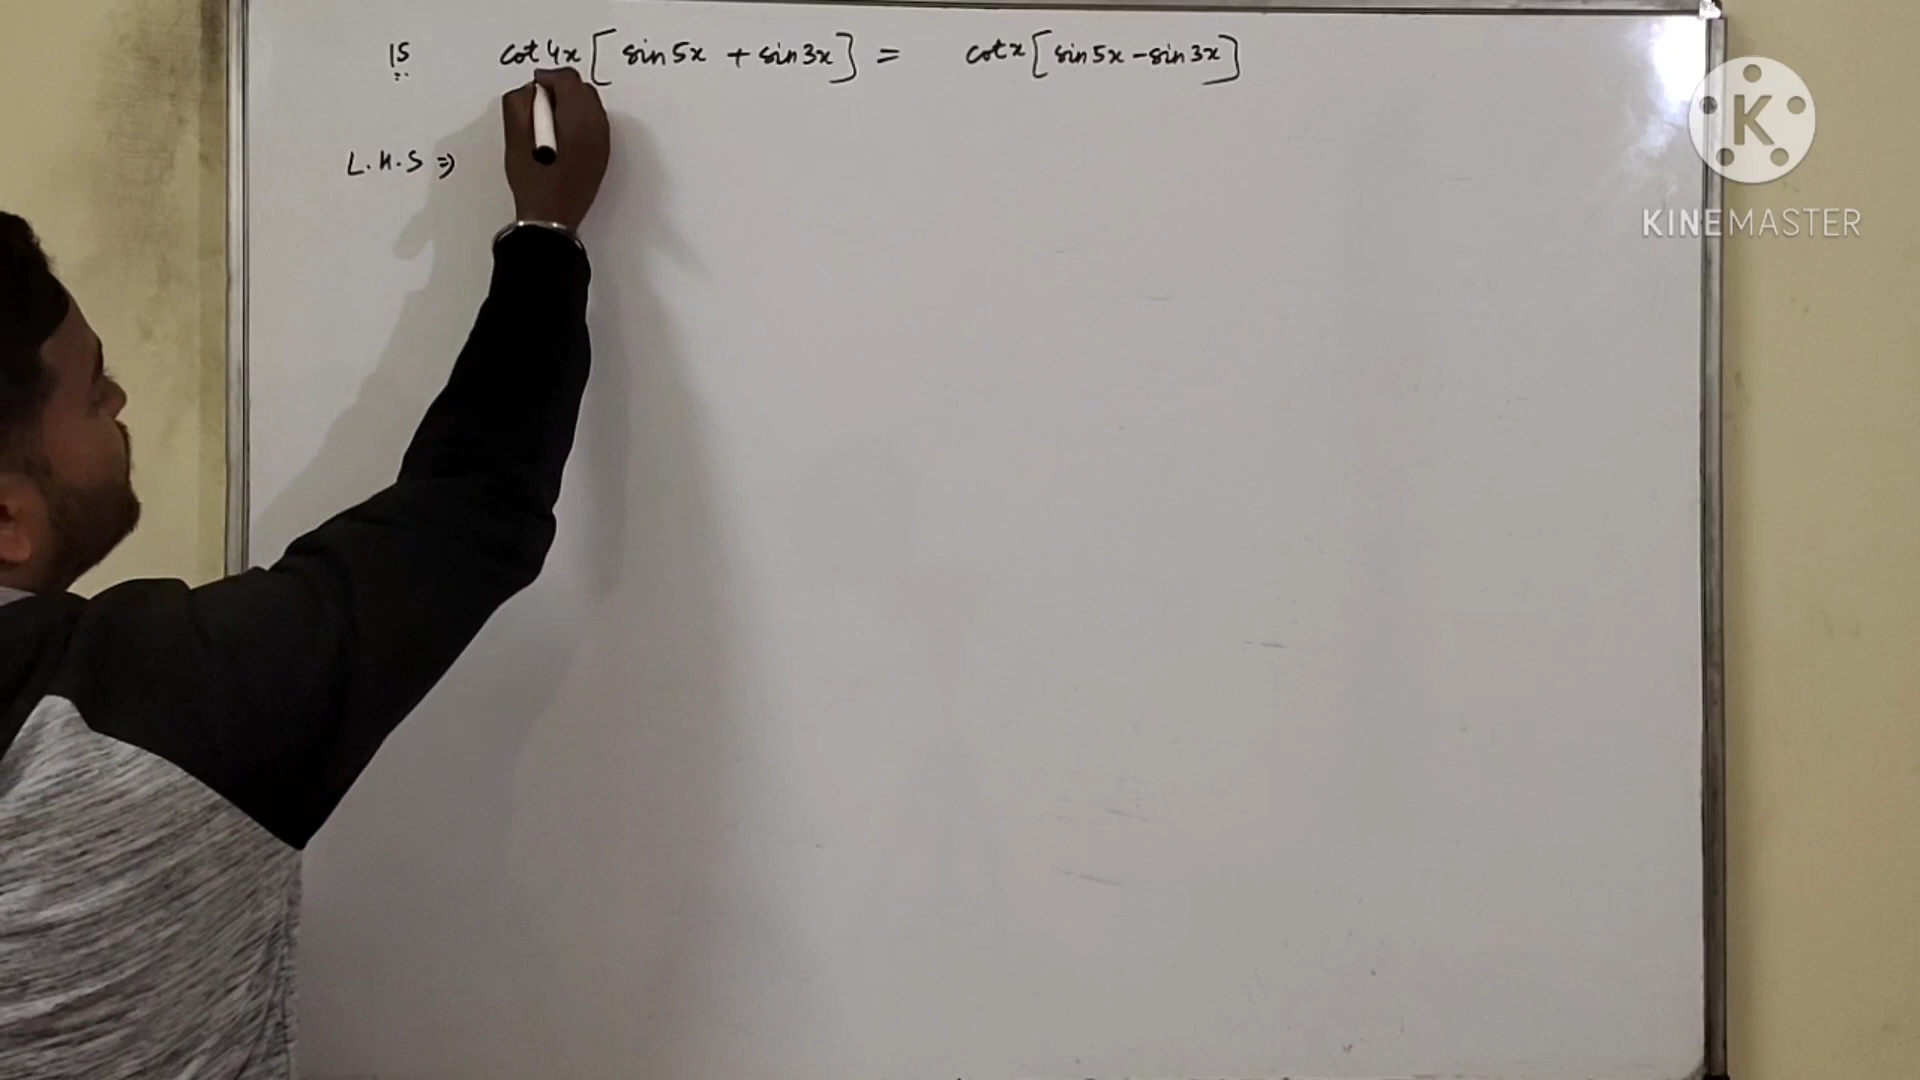 15 cot 4x [ sin 5x + sin 3x ] = cot x [ sin 5x - sin 3x ]
L.H.S ⇒
K
KINEMASTER